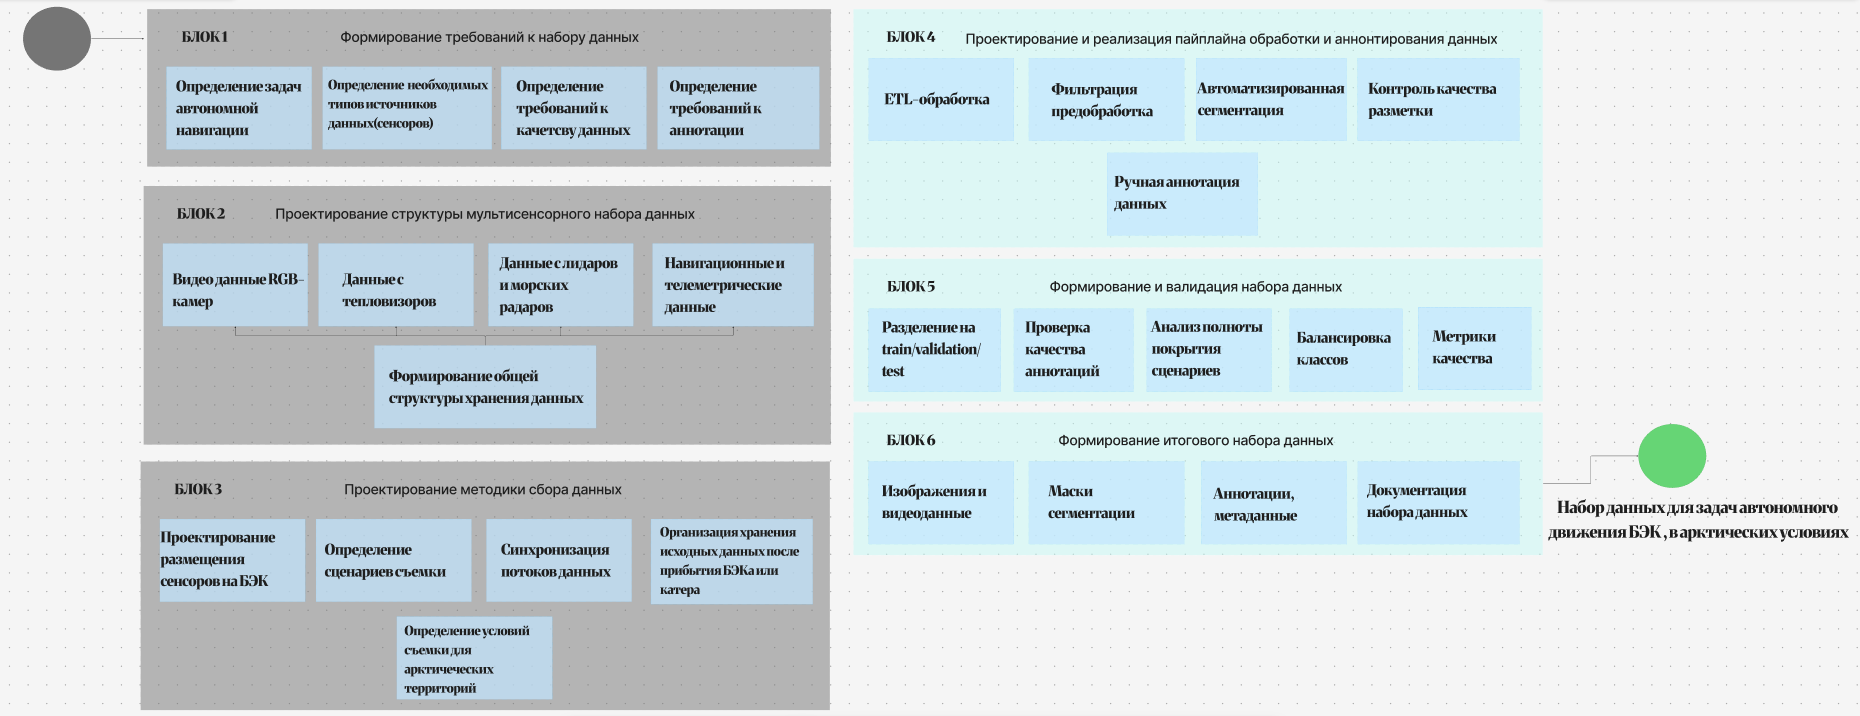 БЛОК 1
Формирование требований к набору данных
Определение задач
автономной
навигации
Определение необходимых
типов источников
данных(сенсоров)
Определение
требований к
качетсву данных
Определение
требований к
аннотации
БЛОК 2
Проектирование структуры мультисенсорного набора данных
Видео данные RGB-
камер
Данные с
тепловизоров
Данные с лидаров
и морских
радаров
Навигационные и
телеметрические
данные
Формирование общей
структуры хранения данных
БЛОК 3
Проектирование методики сбора данных
Проектирование
размещения
сенсоров на БЭК
Определение
сценариев съемки
Синхронизация
потоков данных
Организация хранения
исходных данных после
прибытия БЭКа или
катера
Определение условий
съемки для
арктичеческих
территорий
БЛОК 4
Проектирование и реализация пайплайна обработки и аннонтирования данных
ETL-обработка
Фильтрация
предобработка
Автоматизированная
сегментация
Контроль качества
разметки
Ручная аннотация
данных
БЛОК 5
Формирование и валидация набора данных
Разделение на
train/validation/
test
Проверка
качества
аннотаций
Анализ полноты
покрытия
сценариев
Балансировка
классов
Метрики
качества
БЛОК 6
Формирование итогового набора данных
Изображения и
видеоданные
Маски
сегментации
Аннотации,
метаданные
Документация
набора данных
Набор данных для задач автономного
движения БЭК , в арктических условиях